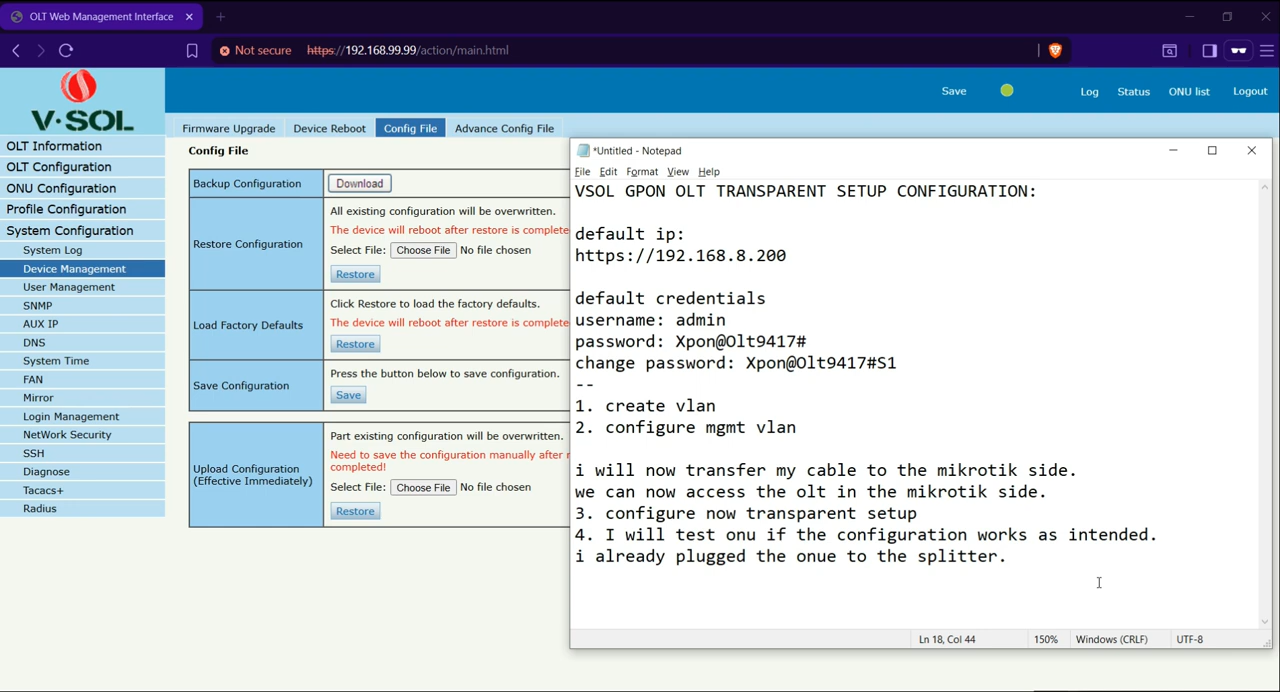 OLT Web Management Interface
Not secure https://192.168.99.99/action/main.html
V·SOL
Save
Log
Status
ONU list
Logout
OLT Information
OLT Configuration
ONU Configuration
Profile Configuration
System Configuration
System Log
Device Management
User Management
SNMP
AUX IP
DNS
System Time
FAN
Mirror
Login Management
NetWork Security
SSH
Diagnose
Tacacs+
Radius
Firmware Upgrade
Device Reboot
Config File
Advance Config File
Config File
Backup Configuration
Download
Restore Configuration
All existing configuration will be overwritten.
The device will reboot after restore is complete
Select File: Choose File No file chosen
Restore
Load Factory Defaults
Click Restore to load the factory defaults.
The device will reboot after restore is complete
Restore
Save Configuration
Press the button below to save configuration.
Save
Upload Configuration
(Effective Immediately)
Part existing configuration will be overwritten.
Need to save the configuration manually after
completed!
Select File: Choose File No file chosen
Restore
*Untitled - Notepad
File Edit Format View Help
VSOL GPON OLT TRANSPARENT SETUP CONFIGURATION:
default ip:
https://192.168.8.200
default credentials
username: admin
password: Xpon@Olt9417#
change password: Xpon@Olt9417#S1
--
1. create vlan
2. configure mgmt vlan
i will now transfer my cable to the mikrotik side.
we can now access the olt in the mikrotik side.
3. configure now transparent setup
4. I will test onu if the configuration works as intended.
i already plugged the onue to the splitter.
Ln 18, Col 44
150%
Windows (CRLF)
UTF-8